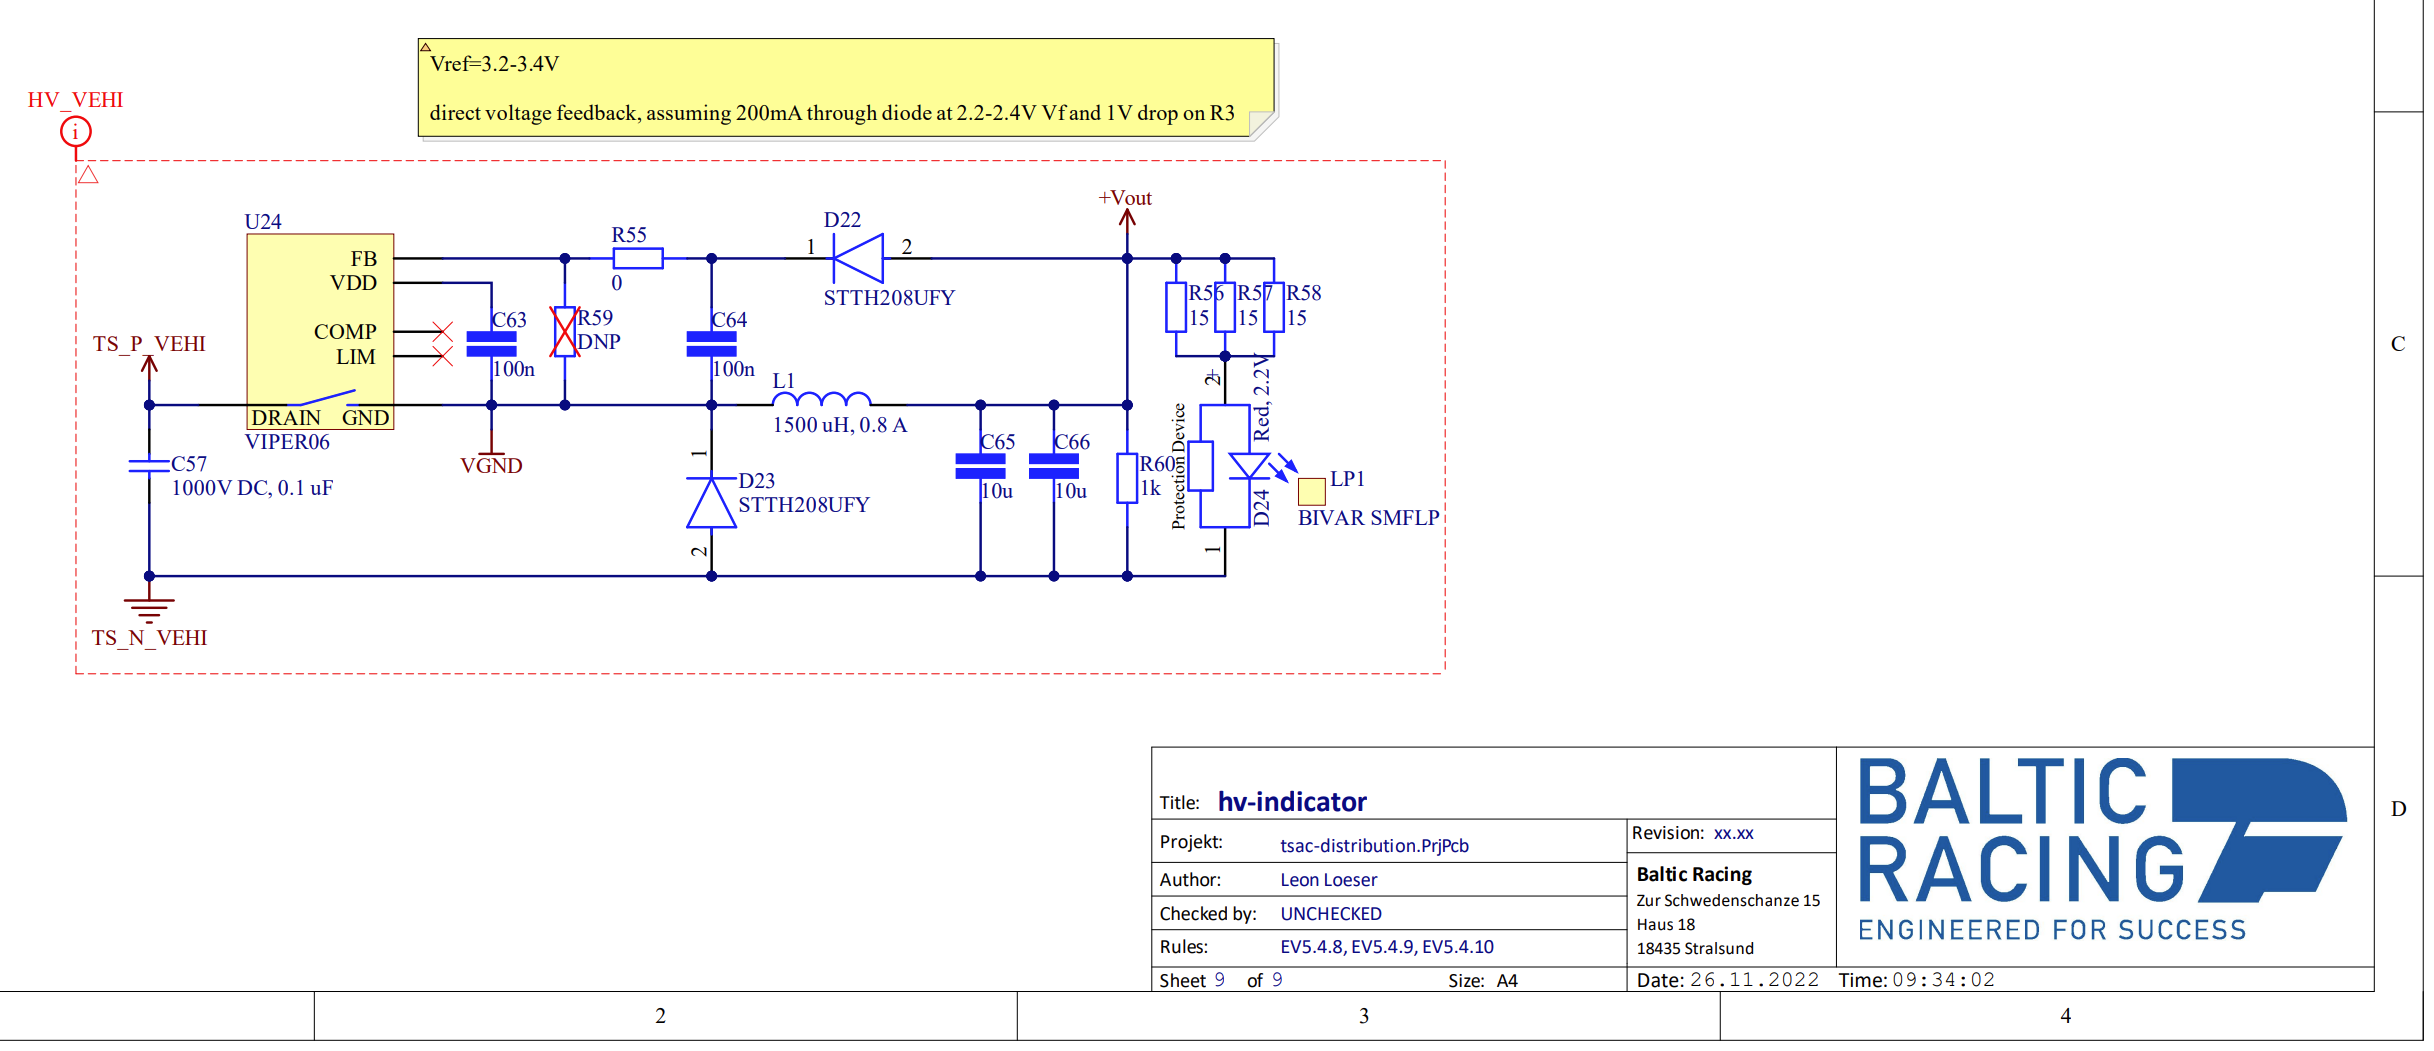 Vref=3.2-3.4V
direct voltage feedback, assuming 200mA through diode at 2.2-2.4V Vf and 1V drop on R3
HV_VEHI
i
+Vout
U24
FB
VDD
COMP
LIM
DRAIN GND
VIPER06
R55
0
D22
1 2
STTH208UFY
R56
15
R57
15
R58
15
C63
100n
R59
DNP
C64
100n
TS_P_VEHI
L1
1500 uH, 0.8 A
C57
1000V DC, 0.1 uF
VGND
1
D23
STTH208UFY
2
C65
10u
C66
10u
R60
1k
Protection Device
2
+
Red, 2.2V
D24
1
LP1
BIVAR SMFLP
TS_N_VEHI
C
D
Title: hv-indicator
Projekt: tsac-distribution.PrjPcb
Author: Leon Loeser
Checked by: UNCHECKED
Rules: EV5.4.8, EV5.4.9, EV5.4.10
Sheet 9 of 9 Size: A4
Revision: xx.xx
Baltic Racing
Zur Schwedenschanze 15
Haus 18
18435 Stralsund
Date: 26.11.2022 Time: 09:34:02
BALTIC
RACING
ENGINEERED FOR SUCCESS
2 3 4